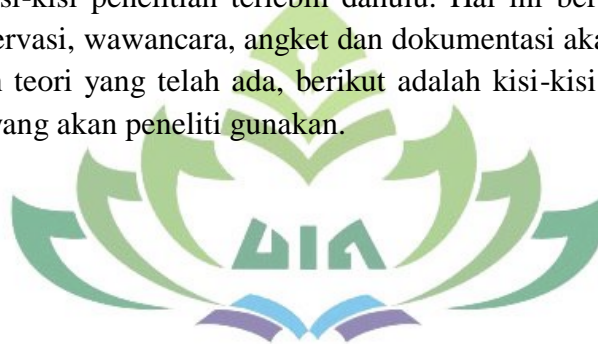 si-kisi penelitian terlebih dahulu. Hal ini ber
ervasi, wawancara, angket dan dokumentasi aka
teori yang telah ada, berikut adalah kisi-kisi
yang akan peneliti gunakan.
UIN